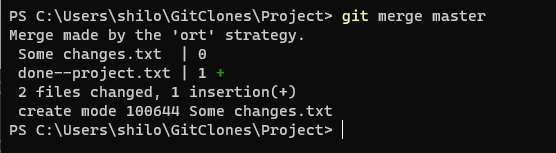 PS C:\Users\shilo\GitClones\Project> git merge master
Merge made by the 'ort' strategy.
 Some changes.txt  | 0
 done--project.txt | 1 +
 2 files changed, 1 insertion(+)
 create mode 100644 Some changes.txt
PS C:\Users\shilo\GitClones\Project>